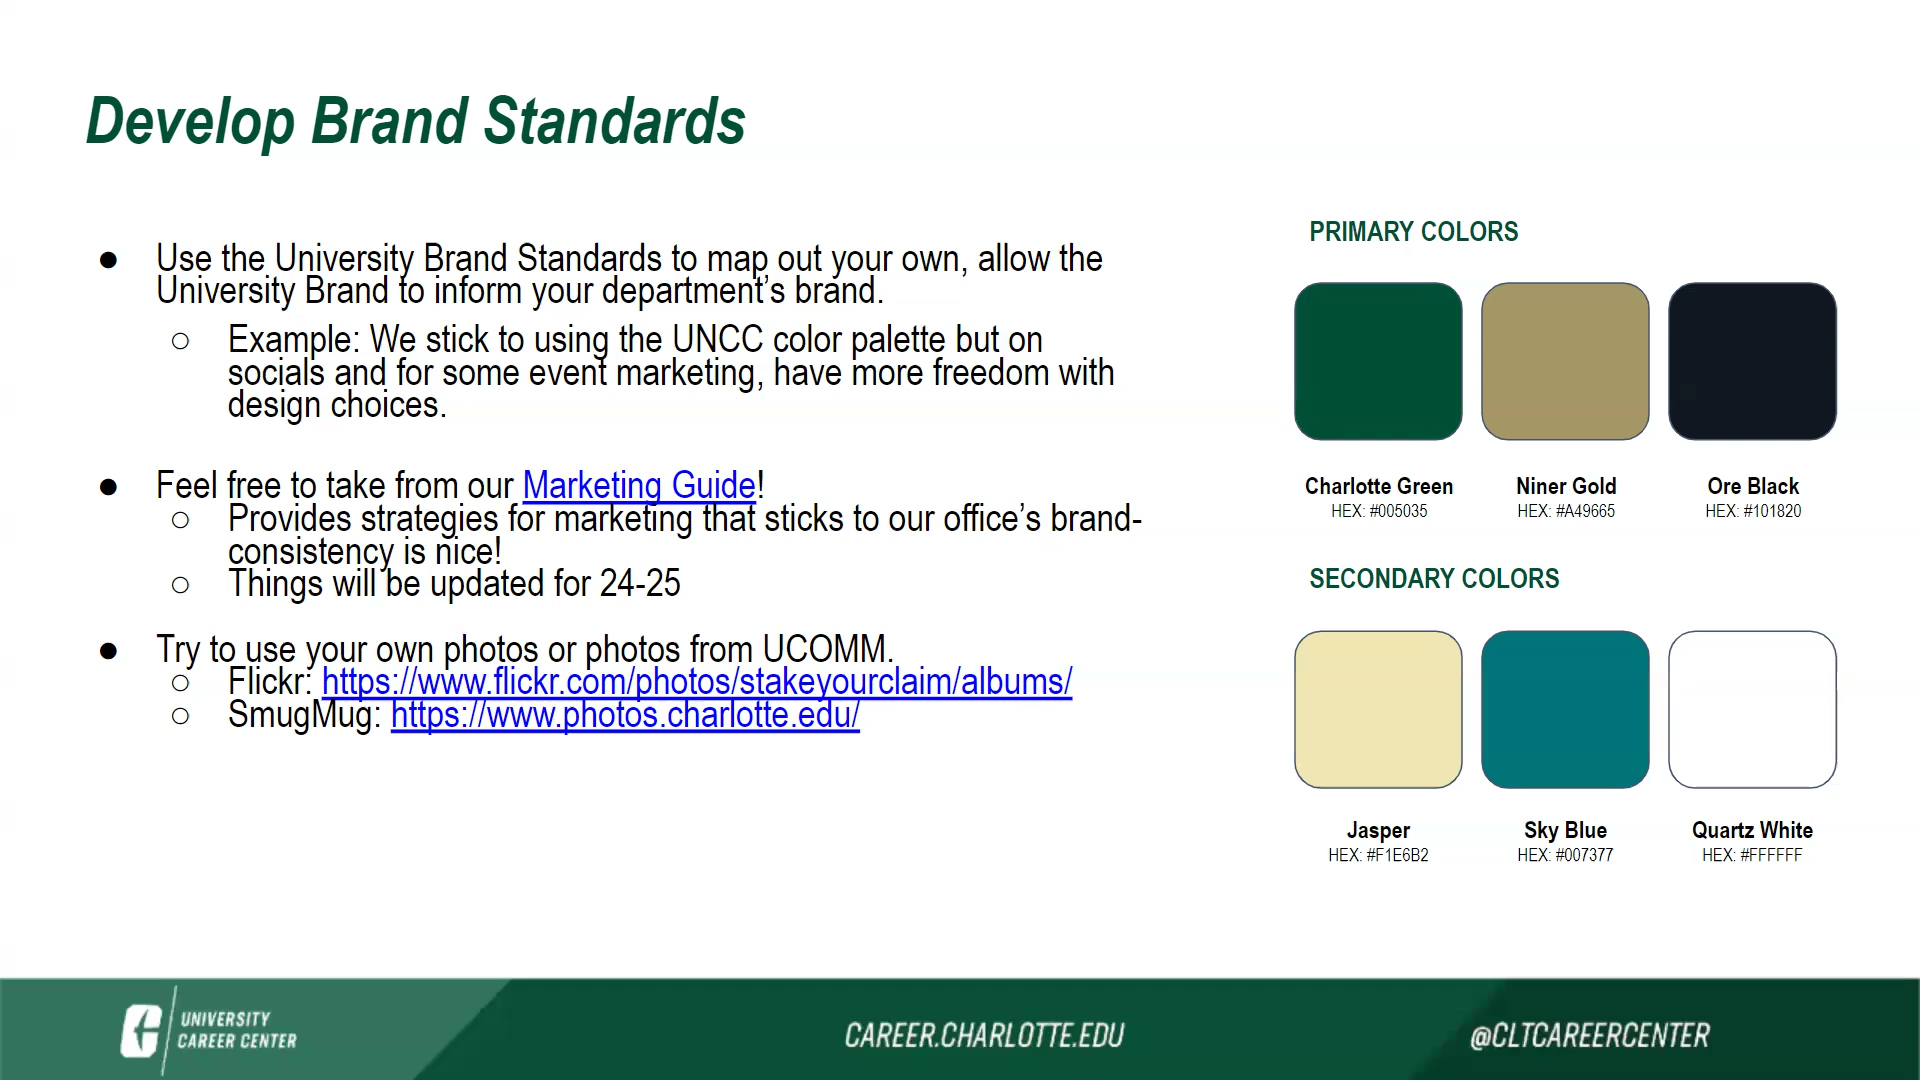 Develop Brand Standards
● Use the University Brand Standards to map out your own, allow the
University Brand to inform your department’s brand.
○ Example: We stick to using the UNCC color palette but on
socials and for some event marketing, have more freedom with
design choices.
● Feel free to take from our Marketing Guide!
○ Provides strategies for marketing that sticks to our office’s brand-
consistency is nice!
○ Things will be updated for 24-25
● Try to use your own photos or photos from UCOMM.
○ Flickr: https://www.flickr.com/photos/stakeyourclaim/albums/
○ SmugMug: https://www.photos.charlotte.edu/
PRIMARY COLORS
Charlotte Green
HEX: #005035
Niner Gold
HEX: #A49665
Ore Black
HEX: #101820
SECONDARY COLORS
Jasper
HEX: #F1E6B2
Sky Blue
HEX: #007377
Quartz White
HEX: #FFFFFF
UNIVERSITY
CAREER CENTER
CAREER.CHARLOTTE.EDU
@CLTCAREERCENTER